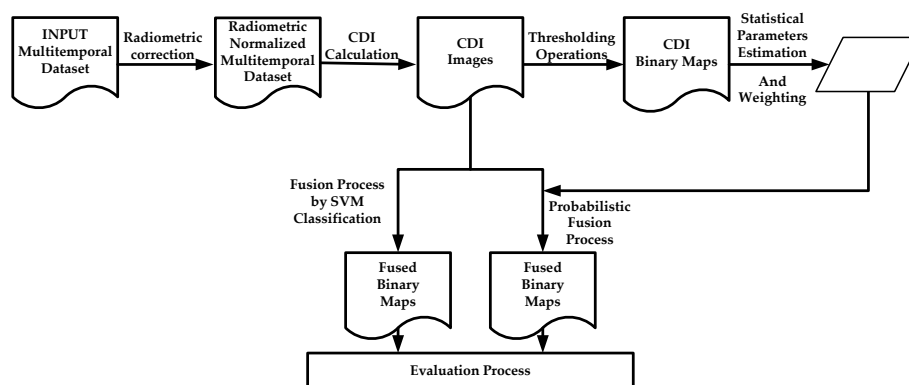 INPUT
Multitemporal
Dataset
Radiometric
correction
Radiometric
Normalized
Multitemporal
Dataset
CDI
Calculation
CDI
Images
Thresholding
Operations
CDI
Binary Maps
Statistical
Parameters
Estimation
And
Weighting
Fusion Process
by SVM
Classification
Probabilistic
Fusion
Process
Fused
Binary
Maps
Fused
Binary
Maps
Evaluation Process